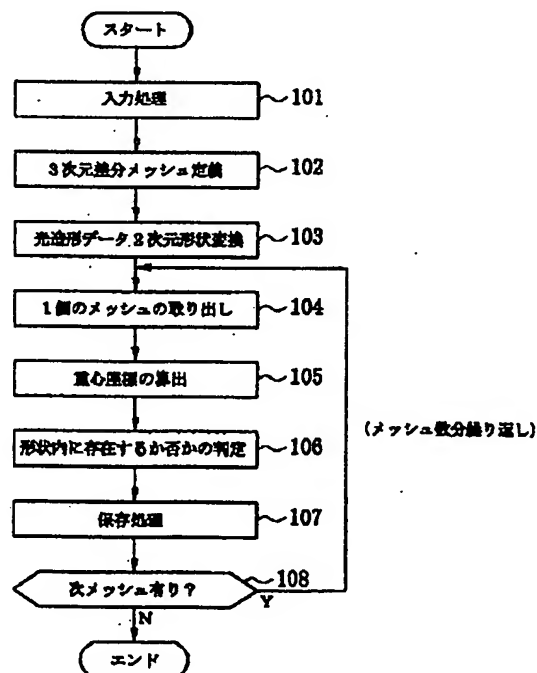 スタート
入力処理 101
3次元差分メッシュ定義 102
光造形データ2次元形状変換 103
1個のメッシュの取り出し 104
重心座標の算出 105
形状内に存在するか否かの判定 106
(メッシュ数分繰り返し)
保存処理 107
次メッシュ有り? 108
Y
N
エンド